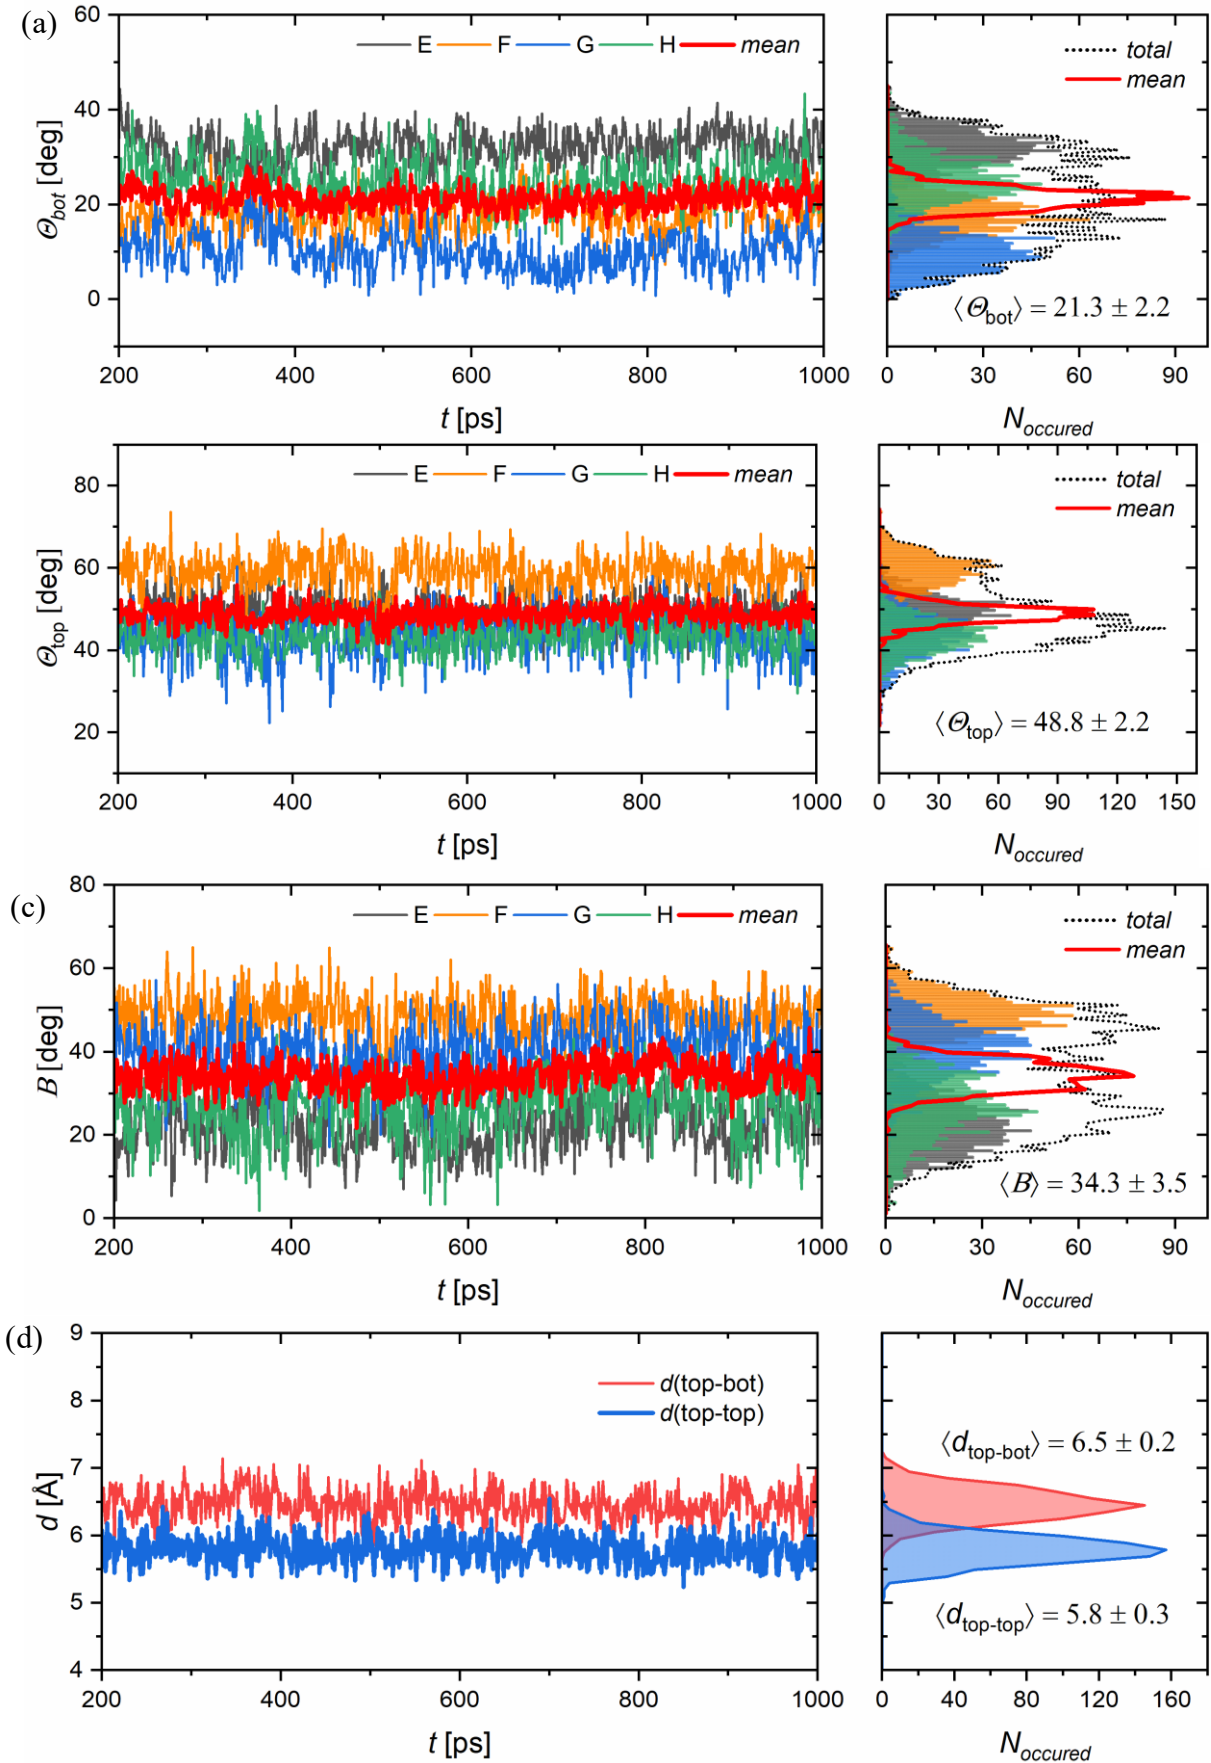 (a)
60
40
20
0
Θbot [deg]
E F G H mean
200 400 600 800 1000
t [ps]
total
mean
⟨Θbot⟩ = 21.3 ± 2.2
0 30 60 90
Noccured
80
60
40
20
Θtop [deg]
E F G H mean
200 400 600 800 1000
t [ps]
total
mean
⟨Θtop⟩ = 48.8 ± 2.2
0 30 60 90 120 150
Noccured
(c)
80
60
40
20
0
B [deg]
E F G H mean
200 400 600 800 1000
t [ps]
total
mean
⟨B⟩ = 34.3 ± 3.5
0 30 60 90
Noccured
(d)
9
8
7
6
5
4
d [Å]
d(top-bot)
d(top-top)
200 400 600 800 1000
t [ps]
⟨dtop-bot⟩ = 6.5 ± 0.2
⟨dtop-top⟩ = 5.8 ± 0.3
0 40 80 120 160
Noccured